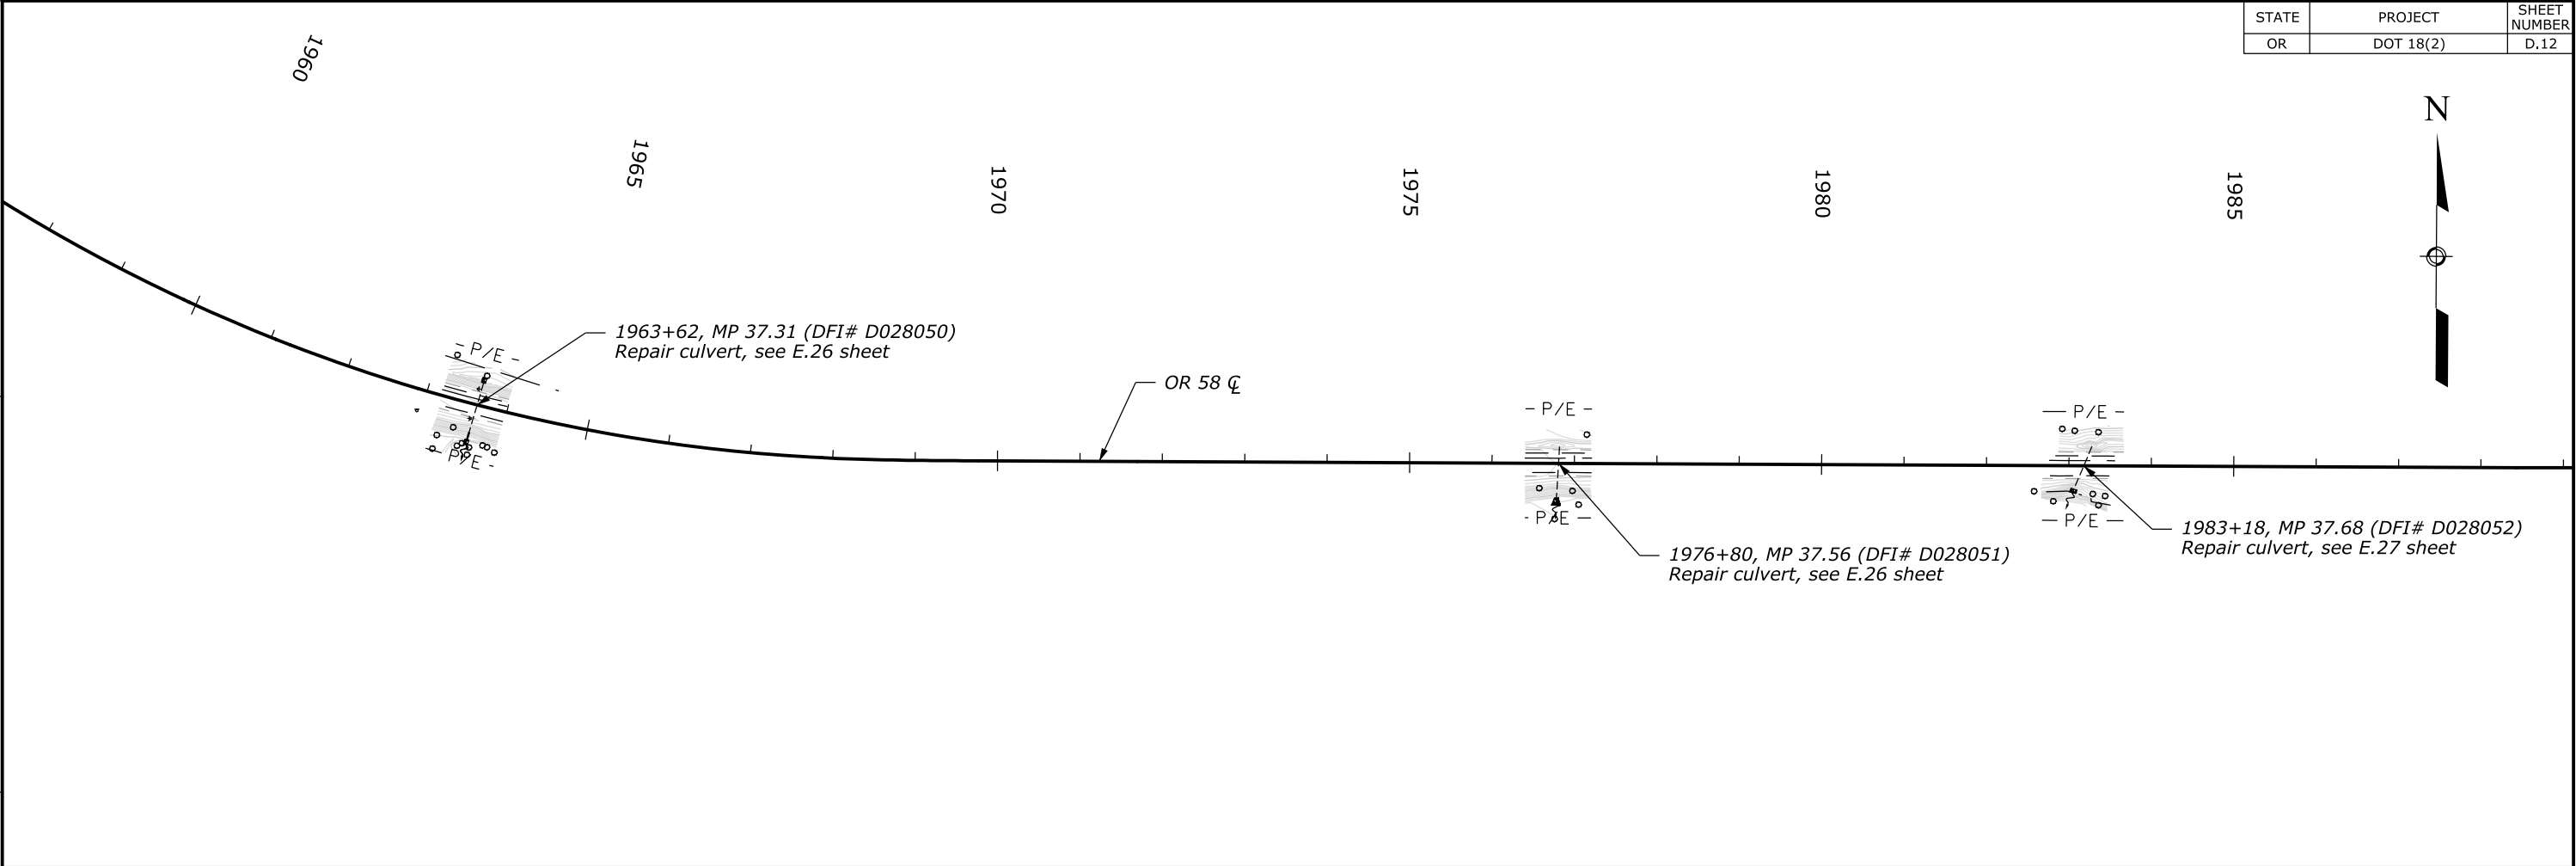 STATE PROJECT SHEET NUMBER
OR DOT 18(2) D.12
N
1960
1965
1970
1975
1980
1985
1963+62, MP 37.31 (DFI# D028050)
Repair culvert, see E.26 sheet
- P/E -
- P/E -
OR 58 ℄
- P/E -
- P/E -
1976+80, MP 37.56 (DFI# D028051)
Repair culvert, see E.26 sheet
— P/E -
— P/E —
1983+18, MP 37.68 (DFI# D028052)
Repair culvert, see E.27 sheet